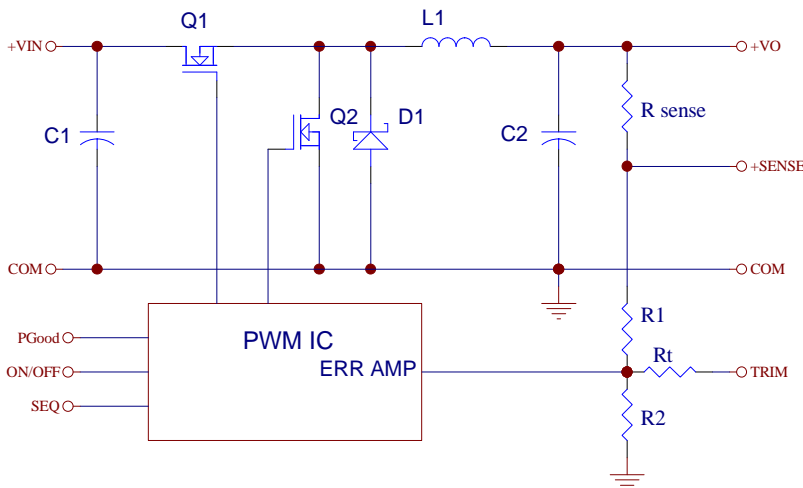 Q1
L1
+VIN
+VO
C1
Q2
D1
C2
R sense
+SENSE
COM
COM
R1
PGood
PWM IC
Rt
ON/OFF
ERR AMP
TRIM
SEQ
R2